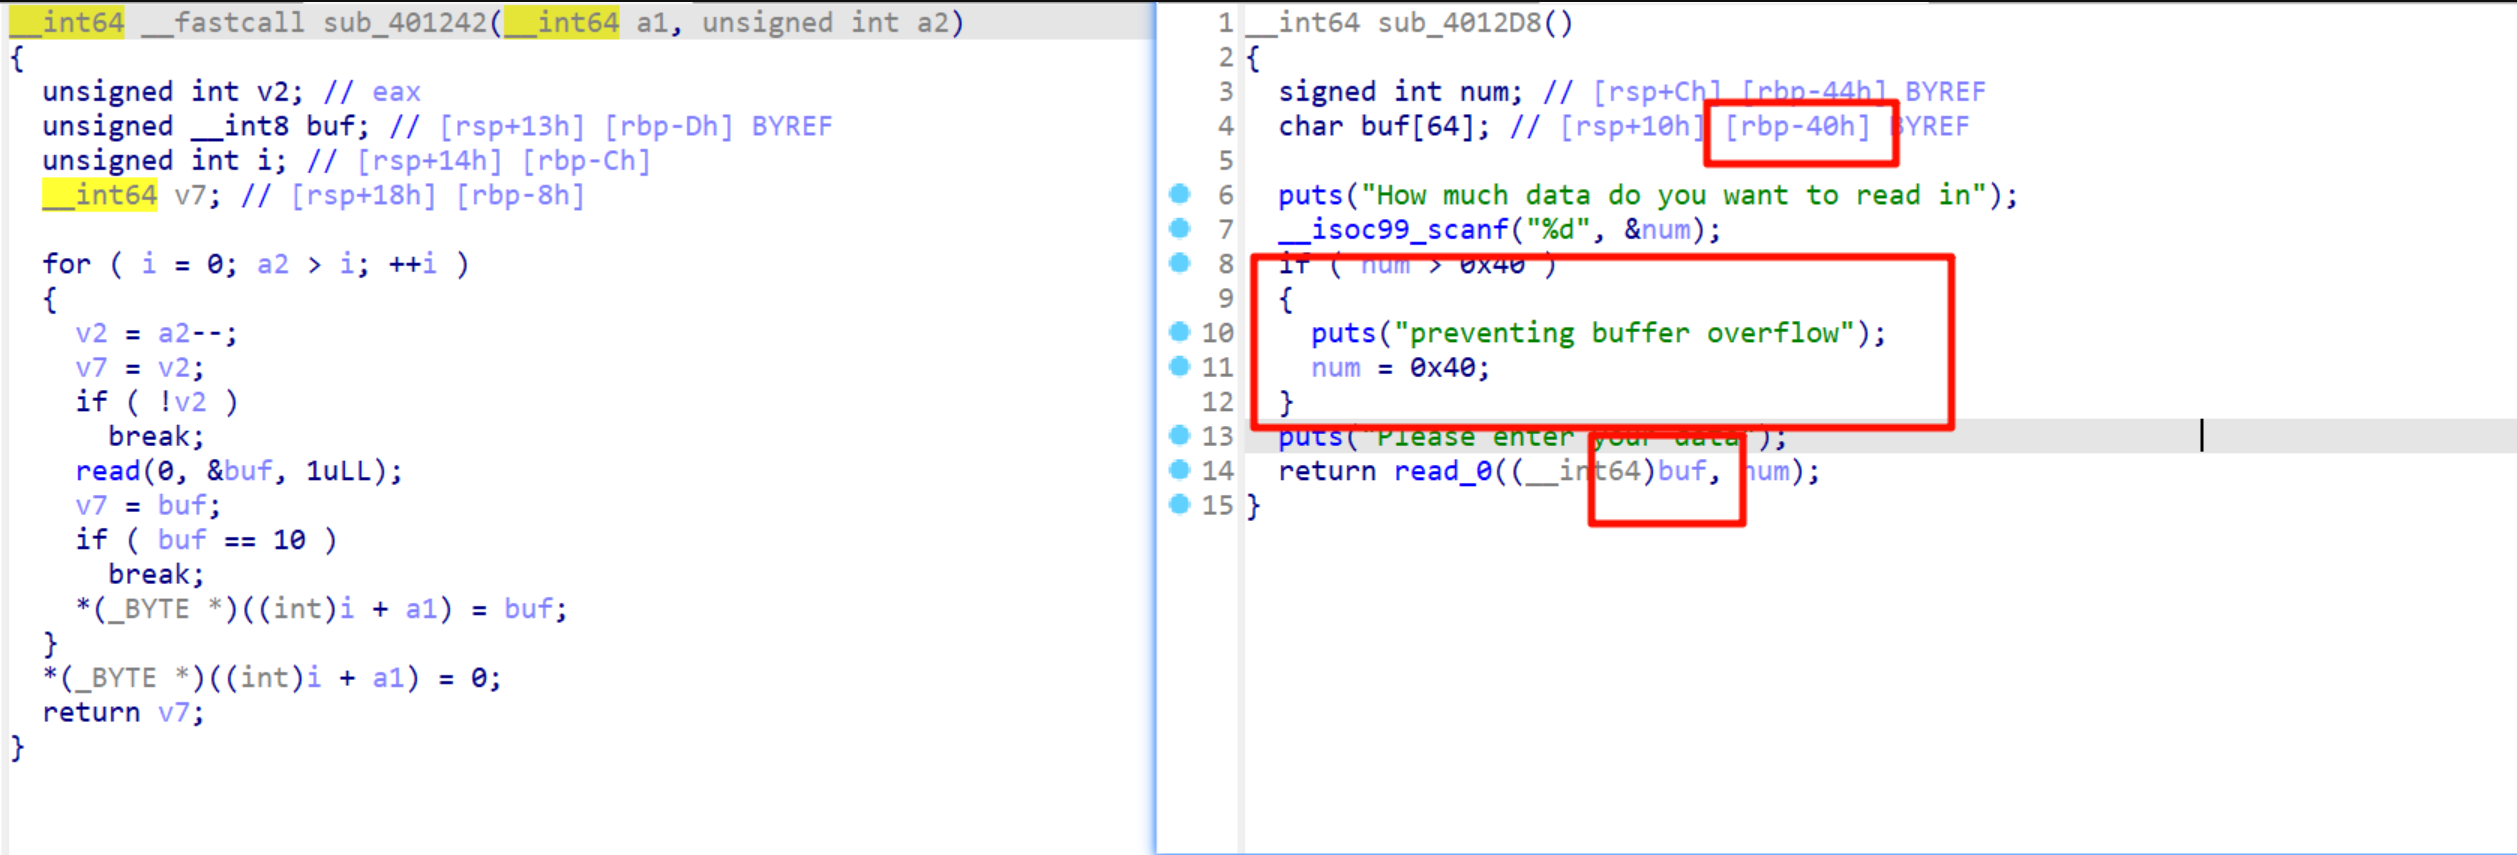 __int64 __fastcall sub_401242(__int64 a1, unsigned int a2)
{
  unsigned int v2; // eax
  unsigned __int8 buf; // [rsp+13h] [rbp-Dh] BYREF
  unsigned int i; // [rsp+14h] [rbp-Ch]
  __int64 v7; // [rsp+18h] [rbp-8h]

  for ( i = 0; a2 > i; ++i )
  {
    v2 = a2--;
    v7 = v2;
    if ( !v2 )
      break;
    read(0, &buf, 1uLL);
    v7 = buf;
    if ( buf == 10 )
      break;
    *(_BYTE *)((int)i + a1) = buf;
  }
  *(_BYTE *)((int)i + a1) = 0;
  return v7;
}
1 __int64 sub_4012D8()
2 {
3   signed int num; // [rsp+Ch] [rbp-44h] BYREF
4   char buf[64]; // [rsp+10h] [rbp-40h] BYREF
5
6   puts("How much data do you want to read in");
7   __isoc99_scanf("%d", &num);
8   if ( num > 0x40 )
9   {
10     puts("preventing buffer overflow");
11     num = 0x40;
12   }
13   puts("Please enter your data");
14   return read_0((__int64)buf, num);
15 }